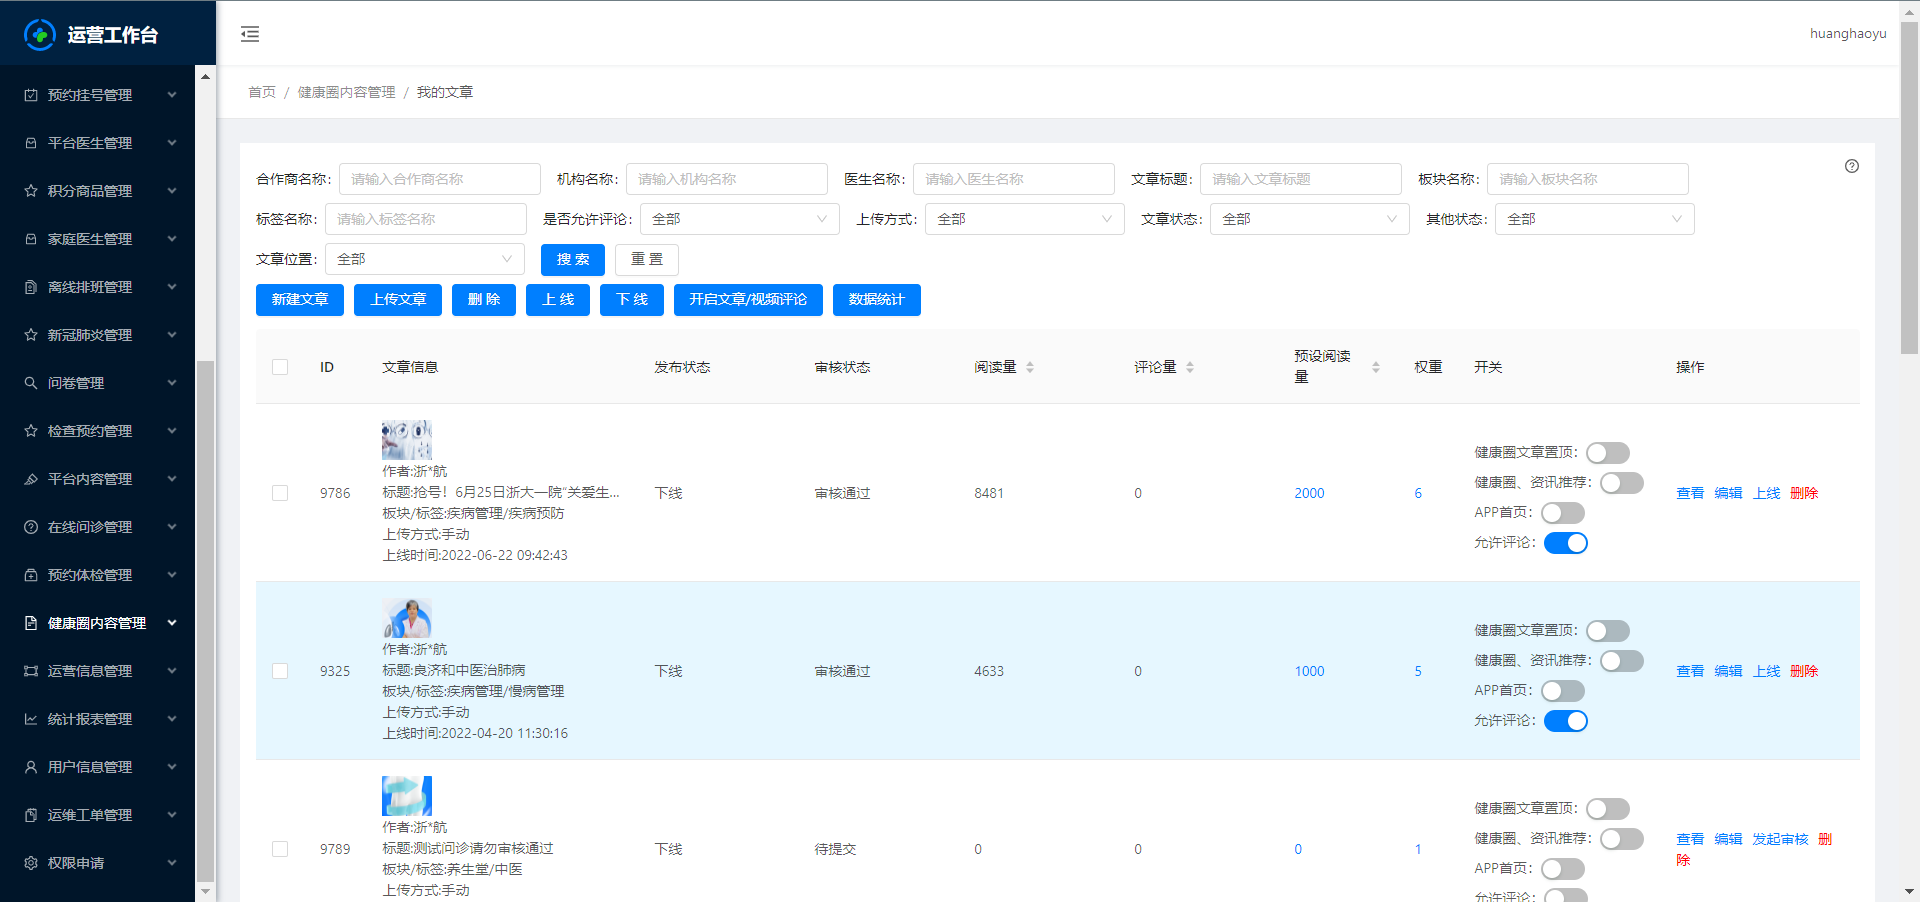 运营工作台
huanghaoyu
预约挂号管理
平台医生管理
积分商品管理
家庭医生管理
离线排班管理
新冠肺炎管理
问卷管理
检查预约管理
平台内容管理
在线问诊管理
预约体检管理
健康圈内容管理
运营信息管理
统计报表管理
用户信息管理
运维工单管理
权限申请
首页 / 健康圈内容管理 / 我的文章
合作商名称: 请输入合作商名称 机构名称: 请输入机构名称 医生名称: 请输入医生名称 文章标题: 请输入文章标题 板块名称: 请输入板块名称
标签名称: 请输入标签名称 是否允许评论: 全部 上传方式: 全部 文章状态: 全部 其他状态: 全部
文章位置: 全部 搜 索 重 置
新建文章 上传文章 删 除 上 线 下 线 开启文章/视频评论 数据统计
ID 文章信息 发布状态 审核状态 阅读量 评论量 预设阅读量 权重 开关 操作
作者:浙*航
标题:抢号！6月25日浙大一院“关爱生...
板块/标签:疾病管理/疾病预防
上传方式:手动
上线时间:2022-06-22 09:42:43
9786 下线 审核通过 8481 0 2000 6
健康圈文章置顶:
健康圈、资讯推荐:
APP首页:
允许评论:
查看 编辑 上线 删除
作者:浙*航
标题:良济和中医治肺病
板块/标签:疾病管理/慢病管理
上传方式:手动
上线时间:2022-04-20 11:30:16
9325 下线 审核通过 4633 0 1000 5
健康圈文章置顶:
健康圈、资讯推荐:
APP首页:
允许评论:
查看 编辑 上线 删除
作者:浙*航
标题:测试问诊请勿审核通过
板块/标签:养生堂/中医
上传方式:手动
9789 下线 待提交 0 0 0 1
健康圈文章置顶:
健康圈、资讯推荐:
APP首页:
允许评论:
查看 编辑 发起审核 删
除